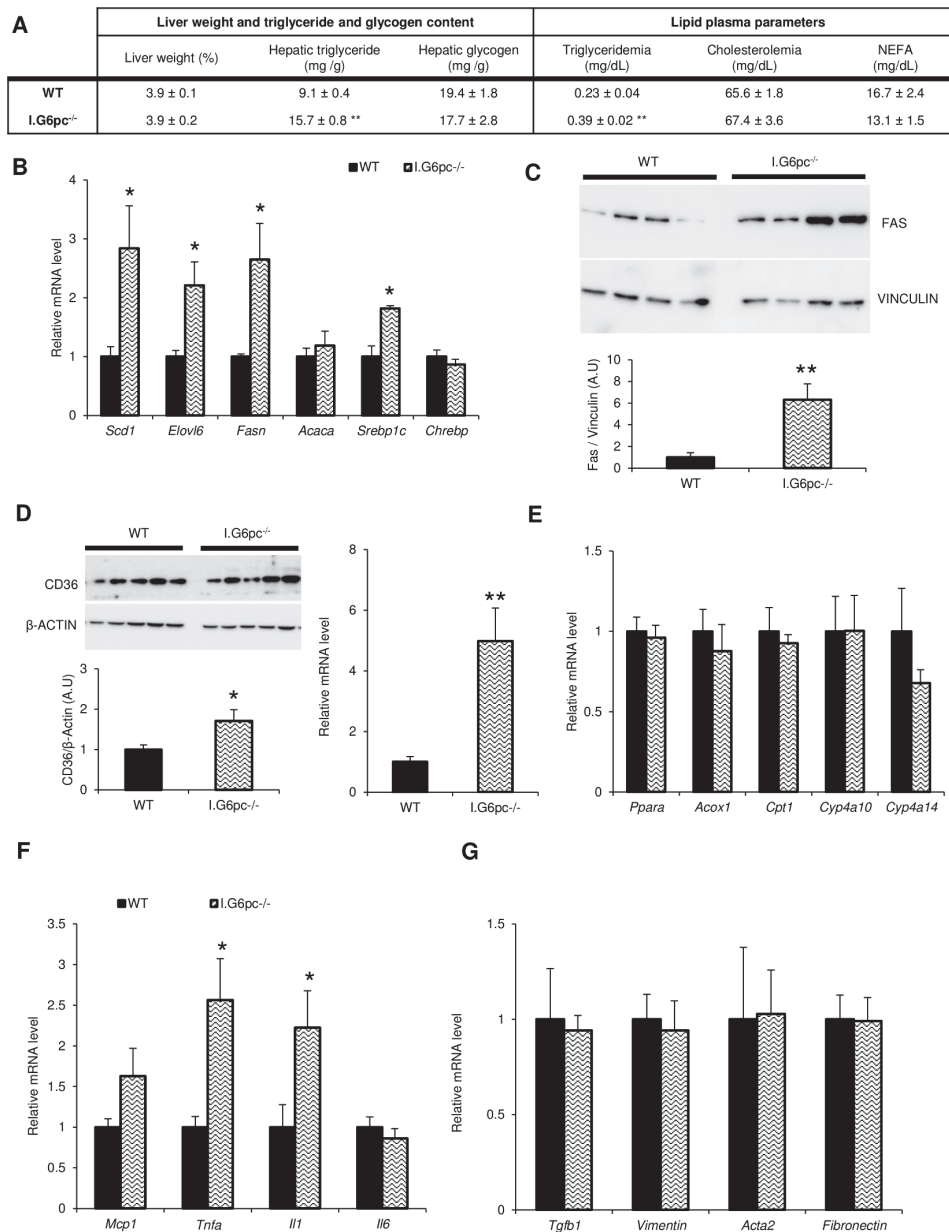 A
Liver weight and triglyceride and glycogen content
Lipid plasma parameters
Liver weight (%)
Hepatic triglyceride (mg /g)
Hepatic glycogen (mg /g)
Triglyceridemia (mg/dL)
Cholesterolemia (mg/dL)
NEFA (mg/dL)
WT 3.9 ± 0.1 9.1 ± 0.4 19.4 ± 1.8 0.23 ± 0.04 65.6 ± 1.8 16.7 ± 2.4
I.G6pc-/- 3.9 ± 0.2 15.7 ± 0.8 ** 17.7 ± 2.8 0.39 ± 0.02 ** 67.4 ± 3.6 13.1 ± 1.5
B
WT I.G6pc-/-
Relative mRNA level
4
3
2
1
0
* * * *
Scd1 Elovl6 Fasn Acaca Srebp1c Chrebp
C
WT I.G6pc-/-
FAS
VINCULIN
Fas / Vinculin (A.U)
10
8
6
4
2
0
**
WT I.G6pc-/-
D
WT I.G6pc-/-
CD36
β-ACTIN
CD36/β-Actin (A.U)
3
2
1
0
*
WT I.G6pc-/-
Relative mRNA level
8
6
4
2
0
**
WT I.G6pc-/-
E
Relative mRNA level
1.5
1
0.5
0
Ppara Acox1 Cpt1 Cyp4a10 Cyp4a14
F
WT I.G6pc-/-
Relative mRNA level
3.5
3
2.5
2
1.5
1
0.5
0
* *
Mcp1 Tnfa Il1 Il6
G
Relative mRNA level
1.5
1
0.5
0
Tgfb1 Vimentin Acta2 Fibronectin